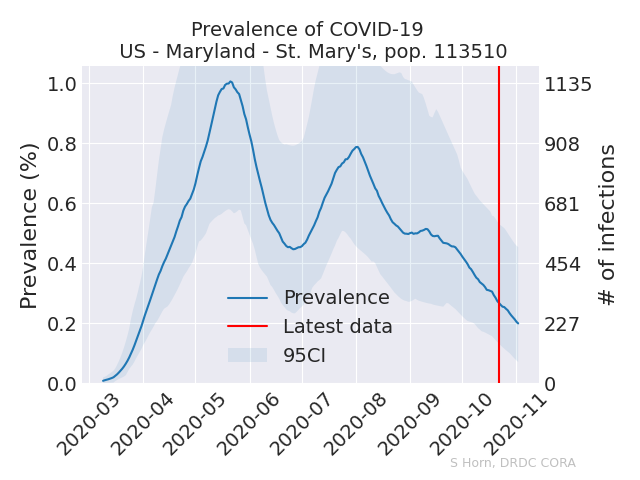 Prevalence of COVID-19
US - Maryland - St. Mary's, pop. 113510
Prevalence (%)
1.0
0.8
0.6
0.4
0.2
0.0
1135
908
681
454
227
0
# of infections
Prevalence
Latest data
95CI
2020-03
2020-04
2020-05
2020-06
2020-07
2020-08
2020-09
2020-10
2020-11
S Horn, DRDC CORA